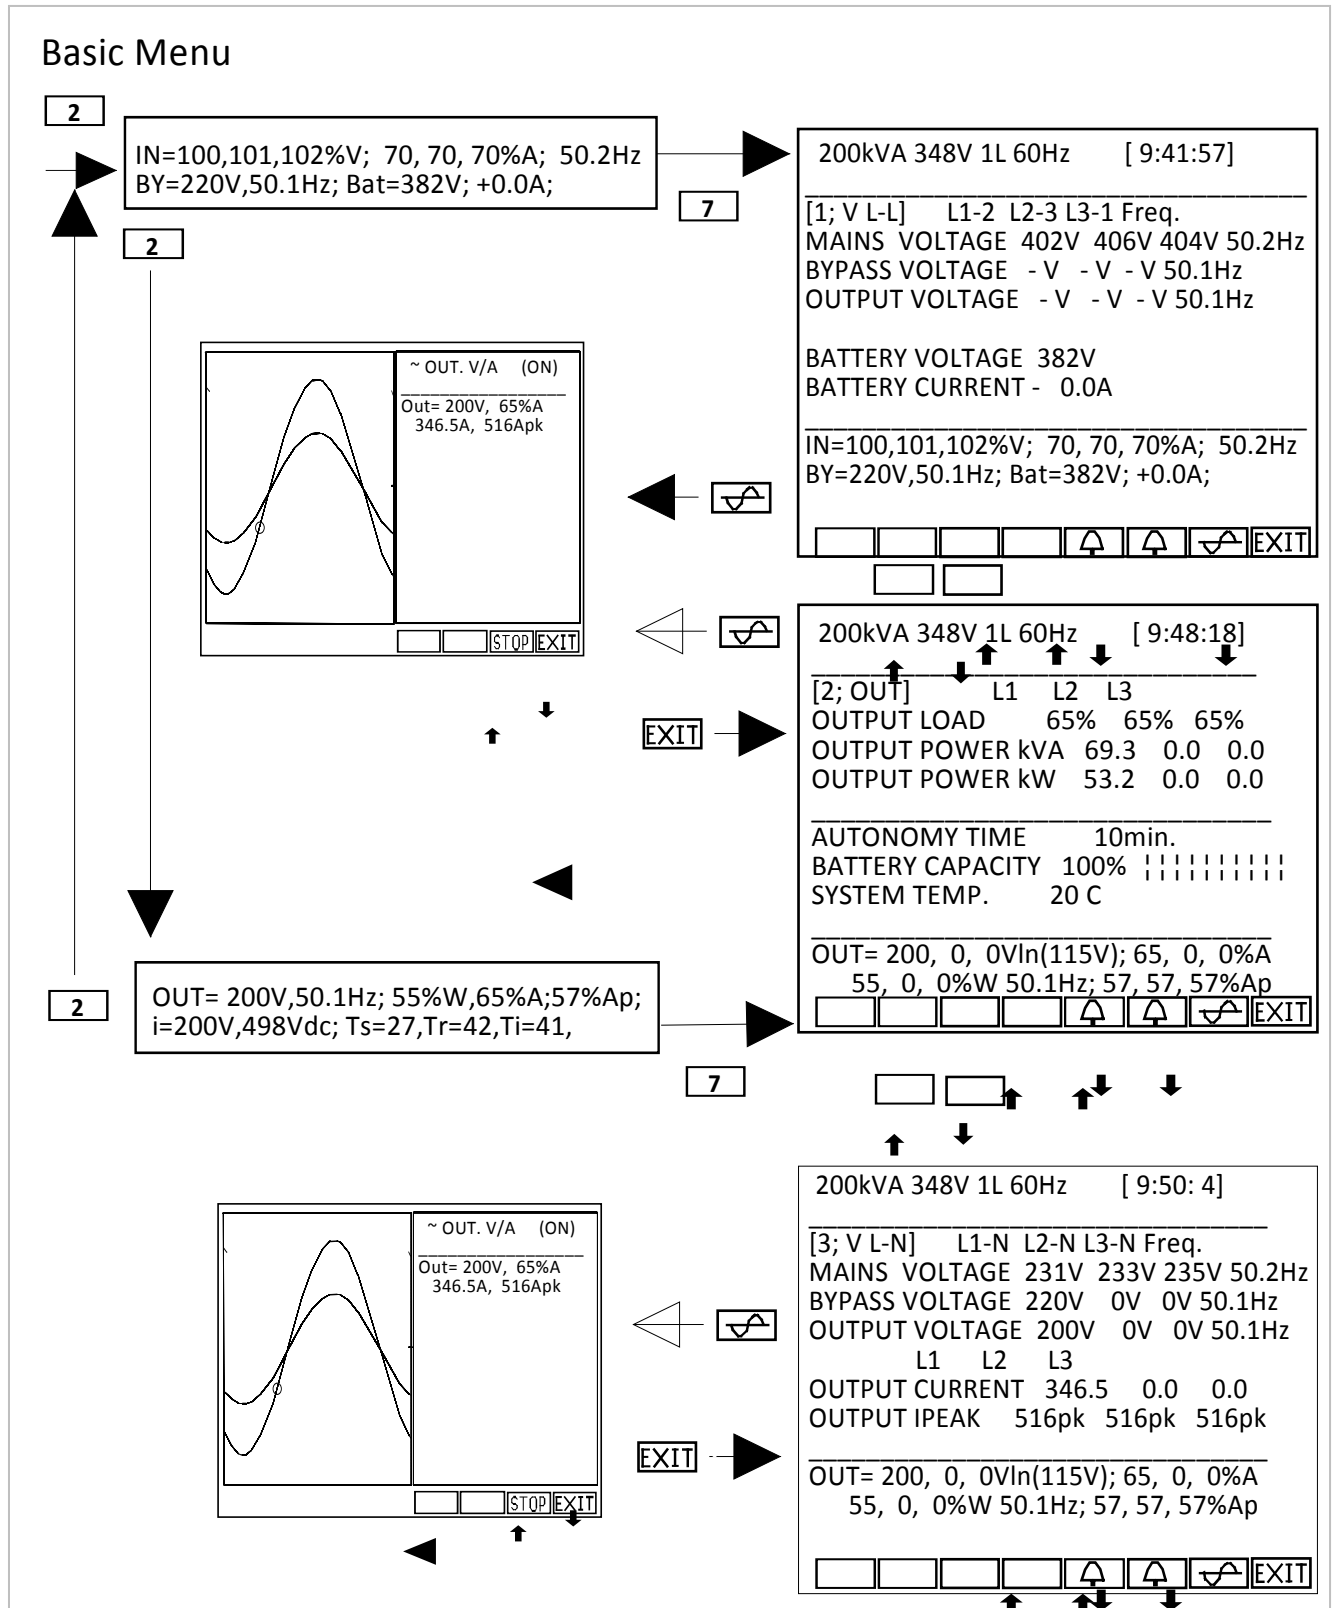 Basic Menu
2
IN=100,101,102%V; 70, 70, 70%A; 50.2Hz
BY=220V,50.1Hz; Bat=382V; +0.0A;
7
2
200kVA 348V 1L 60Hz [ 9:41:57]
[1; V L-L] L1-2 L2-3 L3-1 Freq.
MAINS VOLTAGE 402V 406V 404V 50.2Hz
BYPASS VOLTAGE - V - V - V 50.1Hz
OUTPUT VOLTAGE - V - V - V 50.1Hz
BATTERY VOLTAGE 382V
BATTERY CURRENT - 0.0A
IN=100,101,102%V; 70, 70, 70%A; 50.2Hz
BY=220V,50.1Hz; Bat=382V; +0.0A;
EXIT
~ OUT. V/A (ON)
Out= 200V, 65%A
346.5A, 516Apk
STOP EXIT
EXIT
200kVA 348V 1L 60Hz [ 9:48:18]
[2; OUT] L1 L2 L3
OUTPUT LOAD 65% 65% 65%
OUTPUT POWER kVA 69.3 0.0 0.0
OUTPUT POWER kW 53.2 0.0 0.0
AUTONOMY TIME 10min.
BATTERY CAPACITY 100% ¦¦¦¦¦¦¦¦¦¦
SYSTEM TEMP. 20 C
OUT= 200, 0, 0Vln(115V); 65, 0, 0%A
55, 0, 0%W 50.1Hz; 57, 57, 57%Ap
EXIT
2
OUT= 200V,50.1Hz; 55%W,65%A;57%Ap;
i=200V,498Vdc; Ts=27,Tr=42,Ti=41,
7
200kVA 348V 1L 60Hz [ 9:50: 4]
[3; V L-N] L1-N L2-N L3-N Freq.
MAINS VOLTAGE 231V 233V 235V 50.2Hz
BYPASS VOLTAGE 220V 0V 0V 50.1Hz
OUTPUT VOLTAGE 200V 0V 0V 50.1Hz
L1 L2 L3
OUTPUT CURRENT 346.5 0.0 0.0
OUTPUT IPEAK 516pk 516pk 516pk
OUT= 200, 0, 0Vln(115V); 65, 0, 0%A
55, 0, 0%W 50.1Hz; 57, 57, 57%Ap
EXIT
~ OUT. V/A (ON)
Out= 200V, 65%A
346.5A, 516Apk
STOP EXIT
EXIT